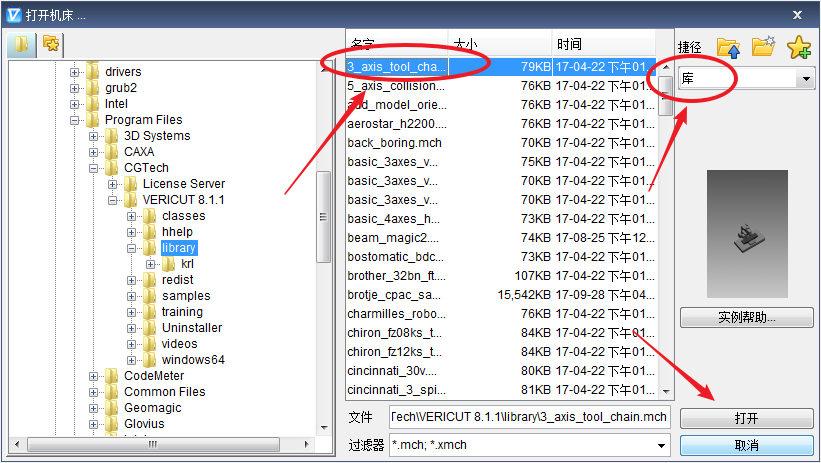 打开机床 ...
名字 大小 时间
捷径
库
drivers
grub2
Intel
Program Files
3D Systems
CAXA
CGTech
License Server
VERICUT 8.1.1
classes
hhelp
library
krl
redist
samples
training
Uninstaller
videos
windows64
CodeMeter
Common Files
Geomagic
Glovius
3_axis_tool_cha... 79KB 17-04-22 下午01...
5_axis_collision... 76KB 17-04-22 下午01...
add_model_orie... 76KB 17-04-22 下午01...
aerostar_h2200... 76KB 17-04-22 下午01...
back_boring.mch 70KB 17-04-22 下午01...
basic_3axes_v... 75KB 17-04-22 下午01...
basic_3axes_v... 76KB 17-04-22 下午01...
basic_3axes_v... 70KB 17-04-22 下午01...
basic_4axes_h... 73KB 17-04-22 下午01...
beam_magic2.... 74KB 17-08-25 下午12...
bostomatic_bdc... 73KB 17-04-22 下午01...
brother_32bn_ft... 107KB 17-04-22 下午01...
brotje_cpac_sa... 15,542KB 17-09-28 下午04...
charmilles_robo... 76KB 17-04-22 下午01...
chiron_fz08ks_t... 84KB 17-04-22 下午01...
chiron_fz12ks_t... 84KB 17-04-22 下午01...
cincinnati_30v.... 80KB 17-04-22 下午01...
cincinnati_3_spi... 81KB 17-04-22 下午01...
实例帮助...
文件 Tech\VERICUT 8.1.1\library\3_axis_tool_chain.mch
打开
过滤器 *.mch; *.xmch
取消